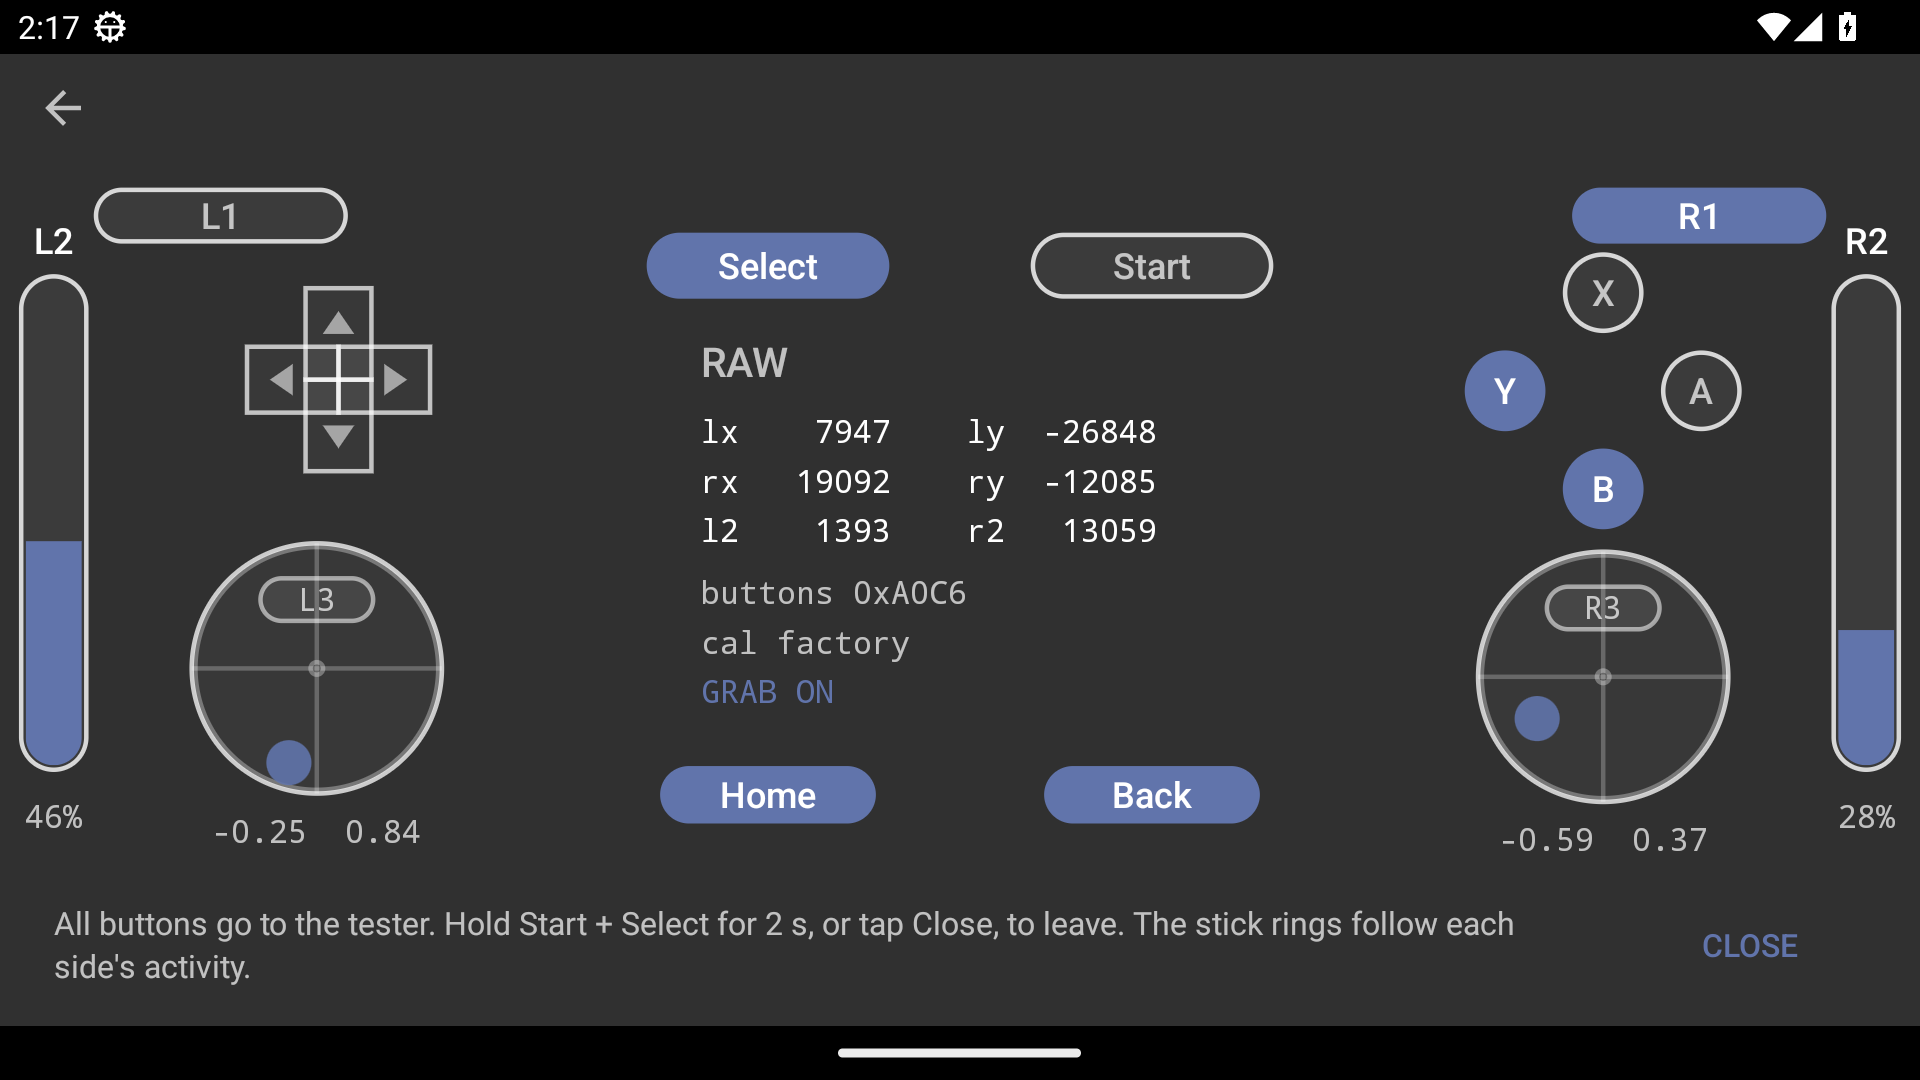 2:17
L1
R1
L2
R2
Select
Start
X
Y
A
B
RAW
lx 7947 ly -26848
rx 19092 ry -12085
l2 1393 r2 13059
buttons 0xA0C6
cal factory
GRAB ON
L3
R3
Home
Back
46%
-0.25 0.84
-0.59 0.37
28%
All buttons go to the tester. Hold Start + Select for 2 s, or tap Close, to leave. The stick rings follow each
side's activity.
CLOSE